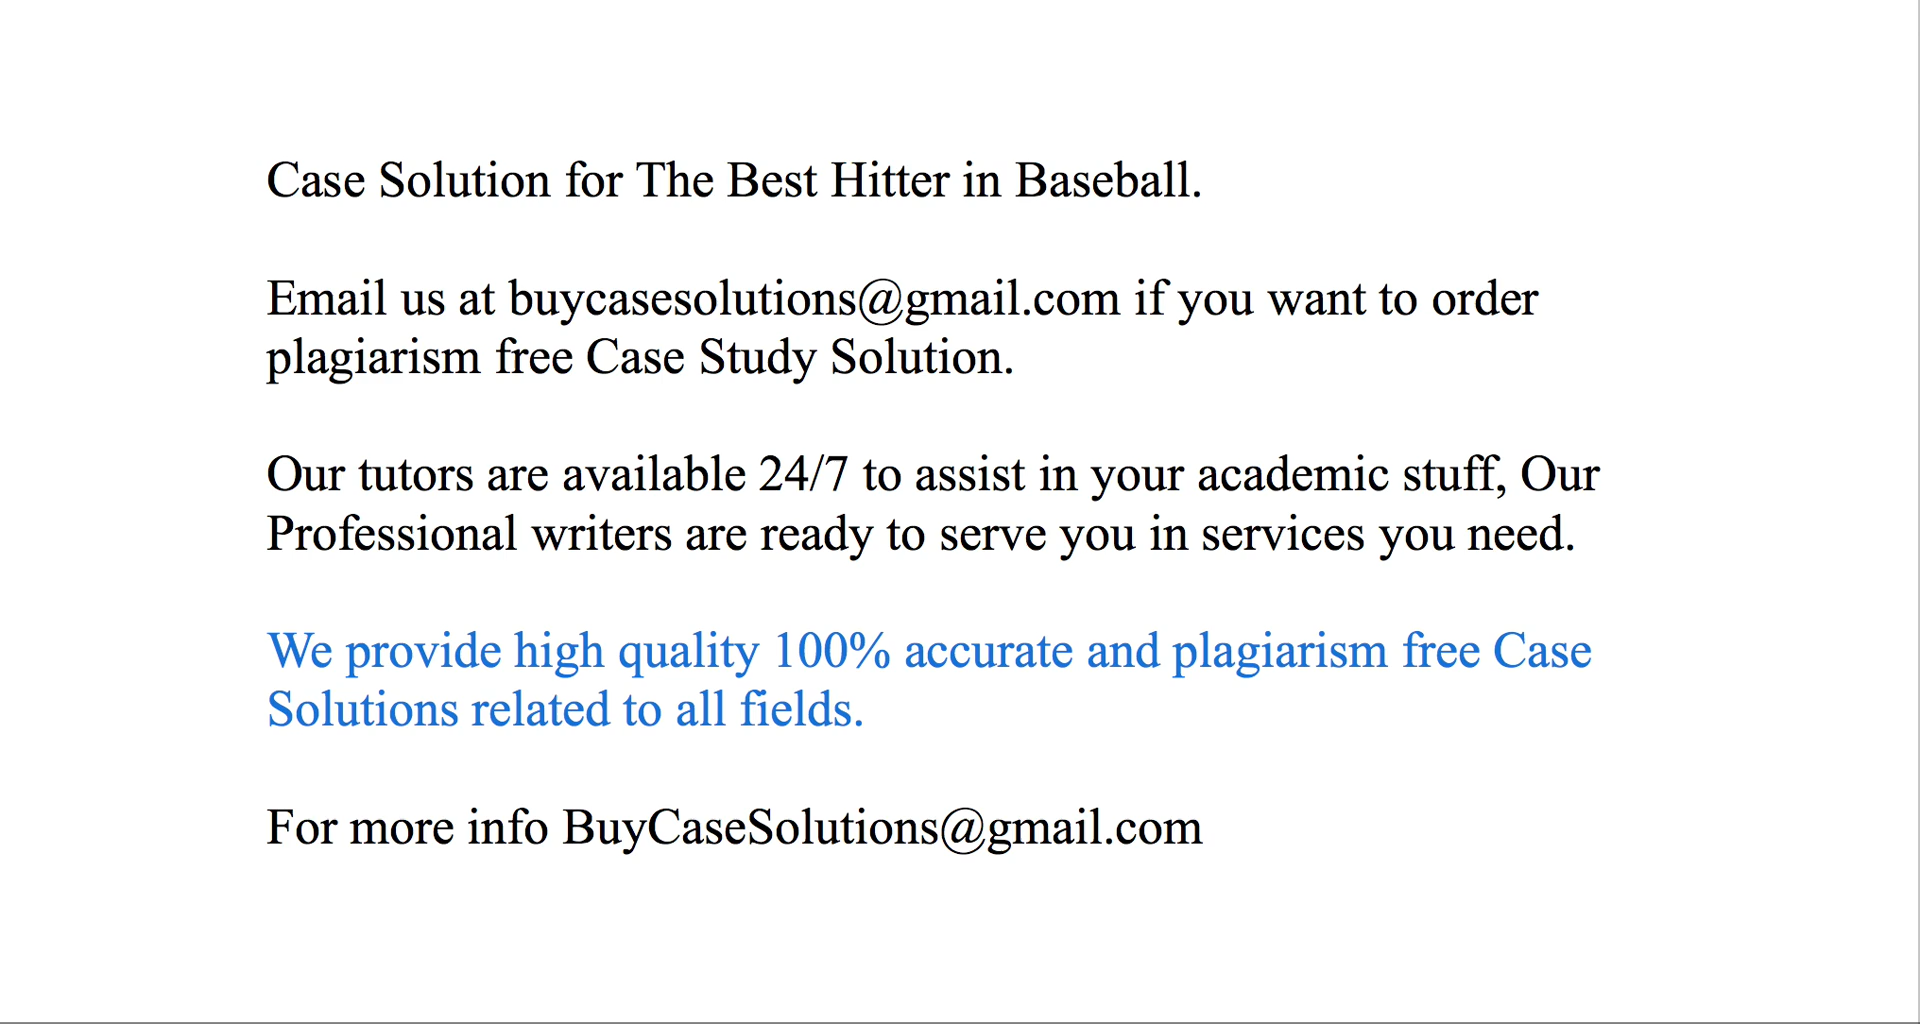 Case Solution for The Best Hitter in Baseball.
Email us at buycasesolutions@gmail.com if you want to order
plagiarism free Case Study Solution.
Our tutors are available 24/7 to assist in your academic stuff, Our
Professional writers are ready to serve you in services you need.
We provide high quality 100% accurate and plagiarism free Case
Solutions related to all fields.
For more info BuyCaseSolutions@gmail.com